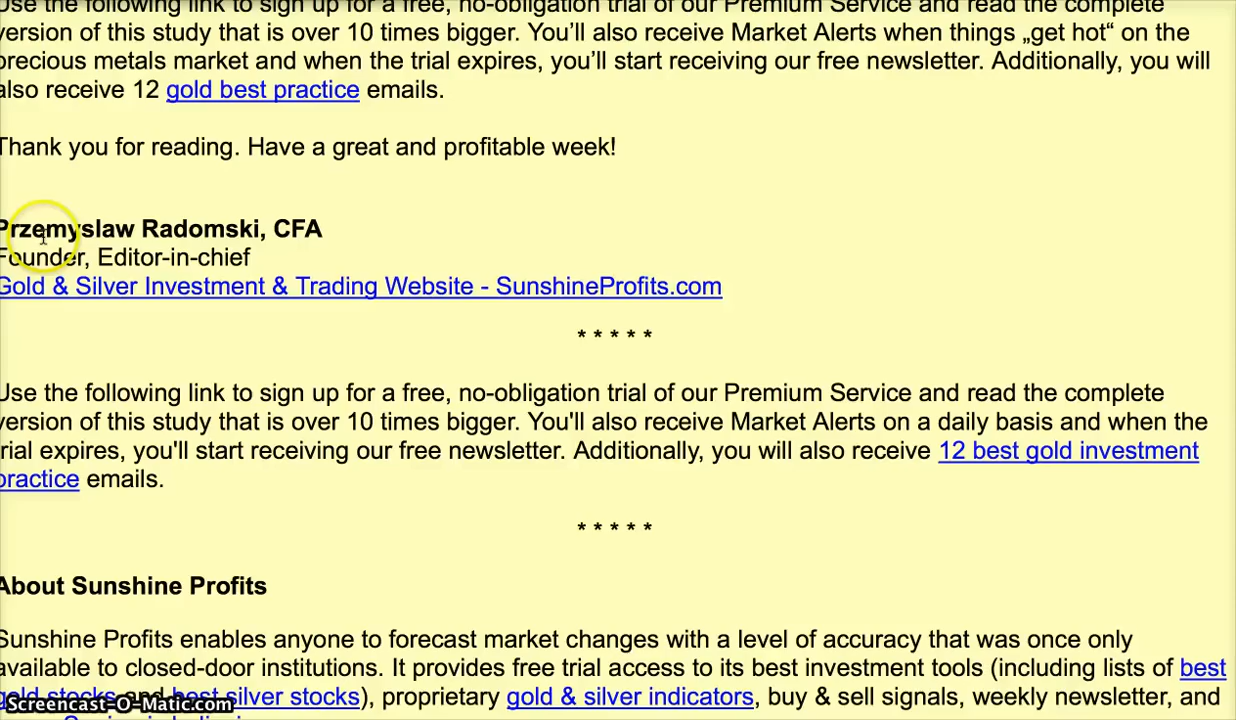 Use the following link to sign up for a free, no-obligation trial of our Premium Service and read the complete
version of this study that is over 10 times bigger. You’ll also receive Market Alerts when things „get hot“ on the
precious metals market and when the trial expires, you’ll start receiving our free newsletter. Additionally, you will
also receive 12 gold best practice emails.
Thank you for reading. Have a great and profitable week!
Przemyslaw Radomski, CFA
Founder, Editor-in-chief
Gold & Silver Investment & Trading Website - SunshineProfits.com
* * * * *
Use the following link to sign up for a free, no-obligation trial of our Premium Service and read the complete
version of this study that is over 10 times bigger. You'll also receive Market Alerts on a daily basis and when the
trial expires, you'll start receiving our free newsletter. Additionally, you will also receive 12 best gold investment
practice emails.
* * * * *
About Sunshine Profits
Sunshine Profits enables anyone to forecast market changes with a level of accuracy that was once only
available to closed-door institutions. It provides free trial access to its best investment tools (including lists of best
gold stocks and best silver stocks), proprietary gold & silver indicators, buy & sell signals, weekly newsletter, and
Screencast-O-Matic.com